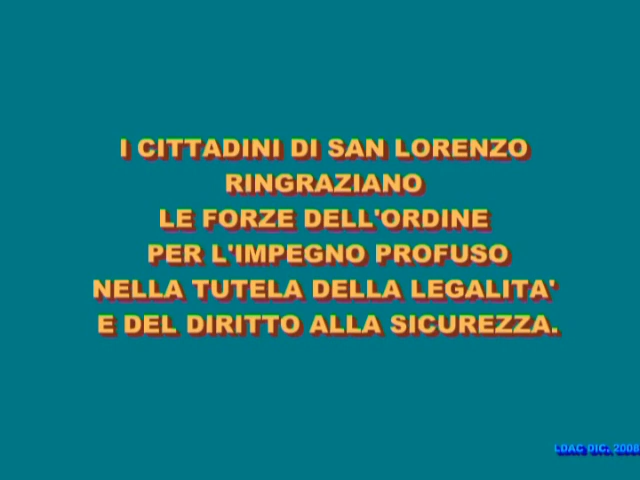 I CITTADINI DI SAN LORENZO
RINGRAZIANO
LE FORZE DELL'ORDINE
PER L'IMPEGNO PROFUSO
NELLA TUTELA DELLA LEGALITA'
E DEL DIRITTO ALLA SICUREZZA.
LDAC DIC. 2008